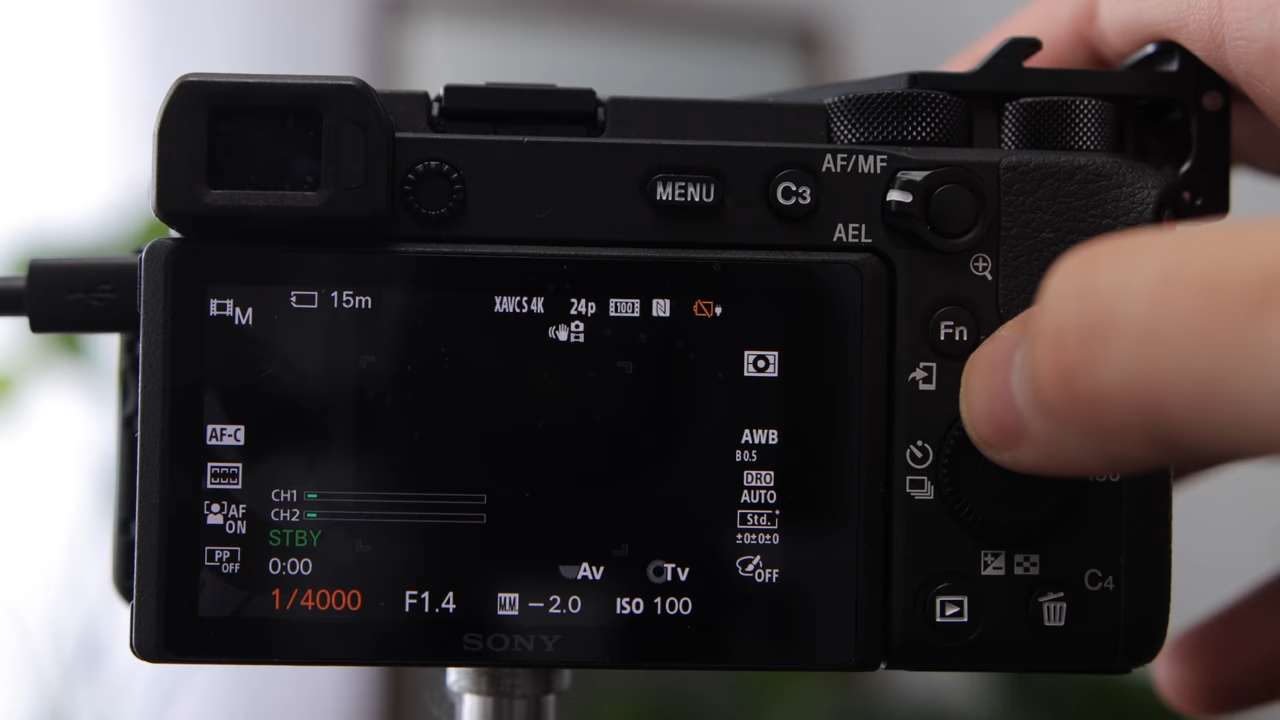 AF/MF
MENU
C3
AEL
M
15m
XAVC S 4K
24p
100
Fn
AF-C
AWB
B 0.5
DRO
AUTO
CH1
CH2
AF
ON
Std.
±0±0±0
STBY
PP
OFF
0:00
Av
Tv
OFF
1/4000
F1.4
M.M.
−2.0
ISO 100
C4
SONY